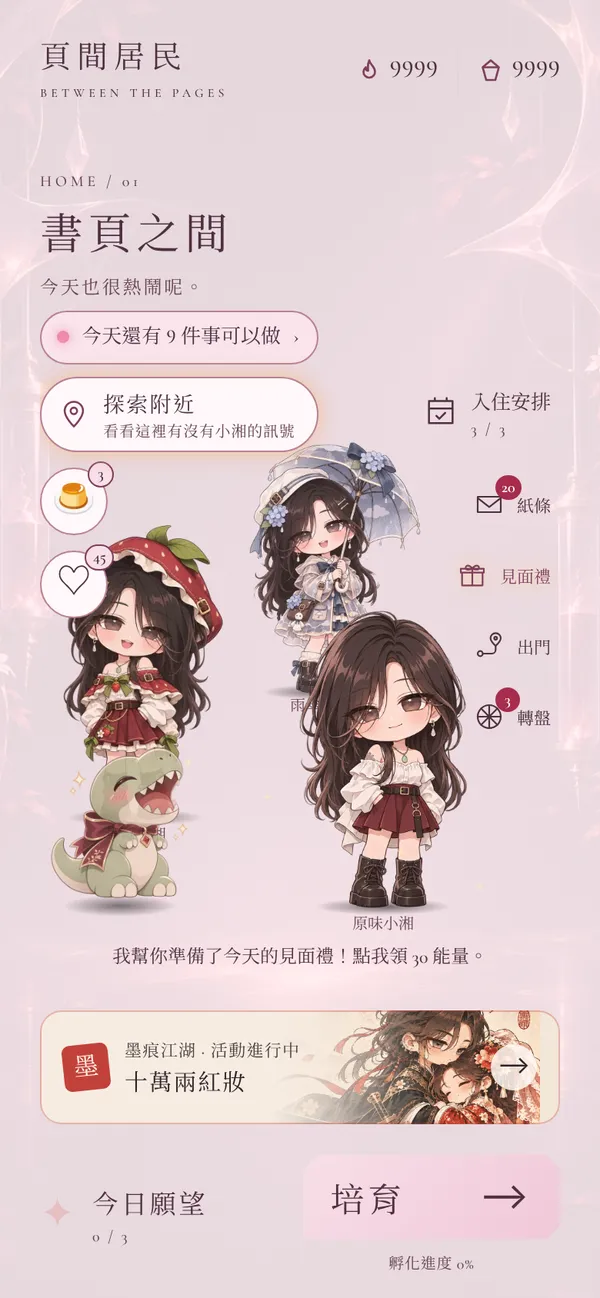 頁間居民
BETWEEN THE PAGES
9999
9999
HOME / 01
書頁之間
今天也很熱鬧呢。
今天還有 9 件事可以做 ›
探索附近
看看這裡有沒有小湘的訊號
入住安排
3 / 3
3
20
紙條
45
見面禮
出門
3
轉盤
雨
原味小湘
我幫你準備了今天的見面禮！點我領 30 能量。
墨
墨痕江湖 · 活動進行中
十萬兩紅妝
今日願望
0 / 3
培育
孵化進度 0%